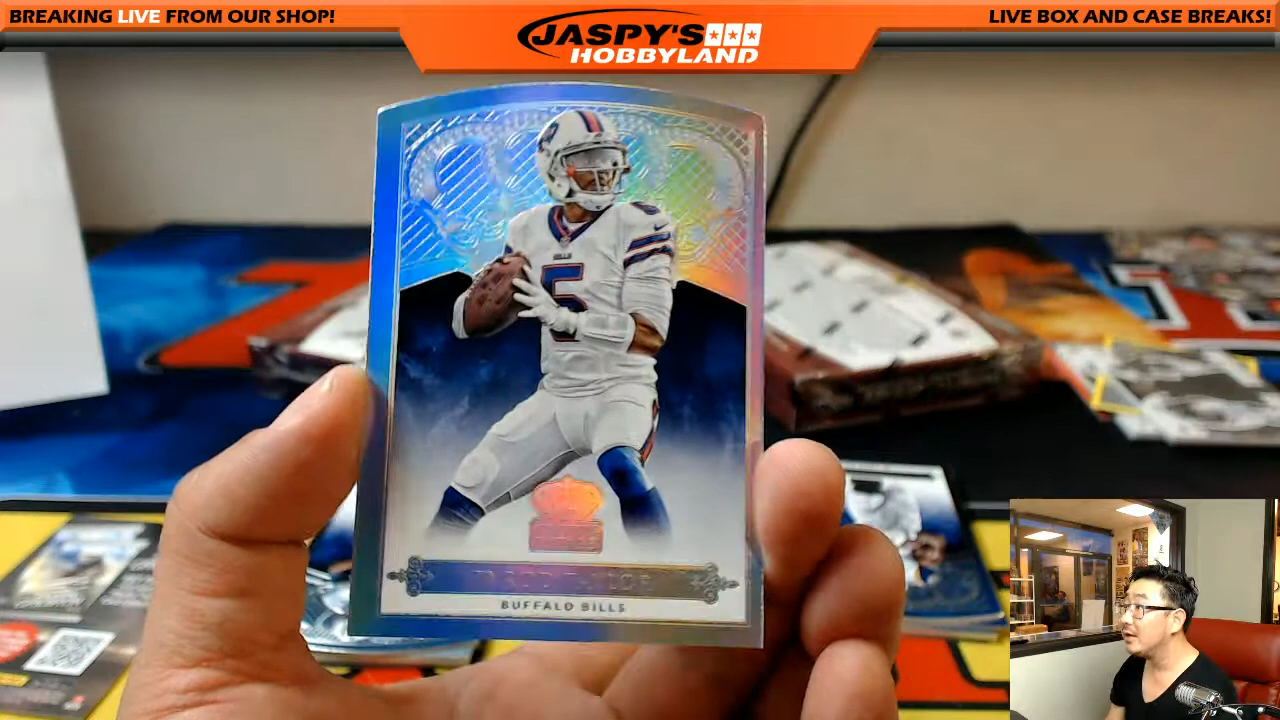 BREAKING LIVE FROM OUR SHOP!
JASPY'S
HOBBYLAND
LIVE BOX AND CASE BREAKS!
BILLS
5
BUFFALO BILLS